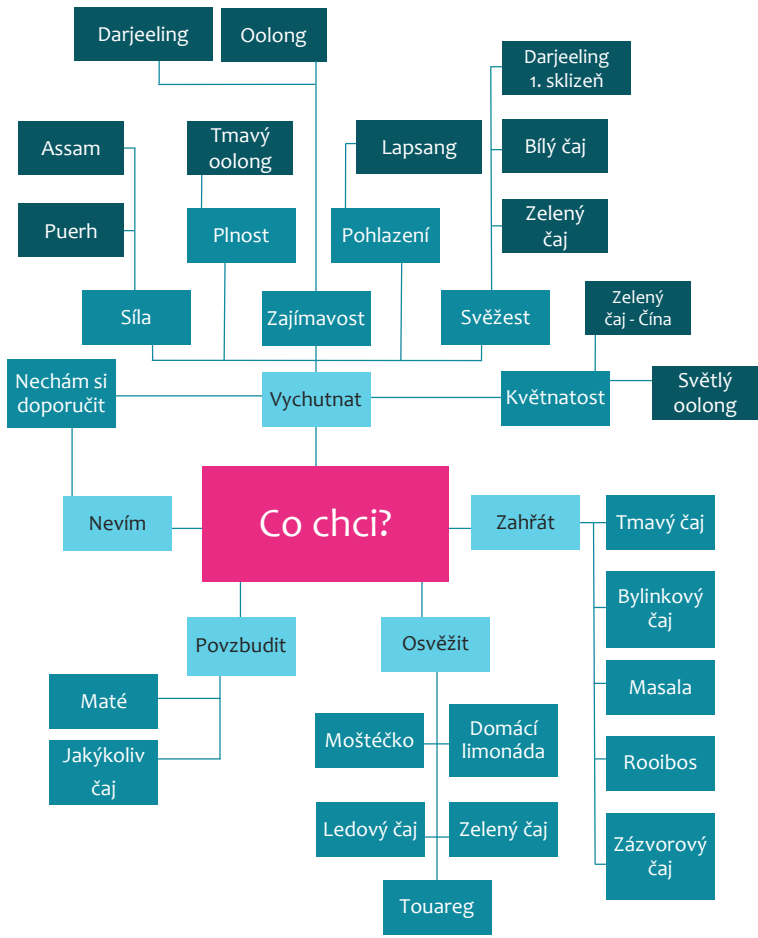 Darjeeling
Oolong
Darjeeling
1. sklizeň
Assam
Tmavý
oolong
Lapsang
Bílý čaj
Puerh
Plnost
Pohlazení
Zelený
čaj
Síla
Zajímavost
Svěžest
Zelený
čaj - Čína
Nechám si
doporučit
Vychutnat
Květnatost
Světlý
oolong
Nevím
Co chci?
Zahřát
Tmavý čaj
Bylinkový
čaj
Povzbudit
Osvěžit
Maté
Masala
Moštéčko
Domácí
limonáda
Jakýkoliv
čaj
Rooibos
Ledový čaj
Zelený čaj
Zázvorový
čaj
Touareg